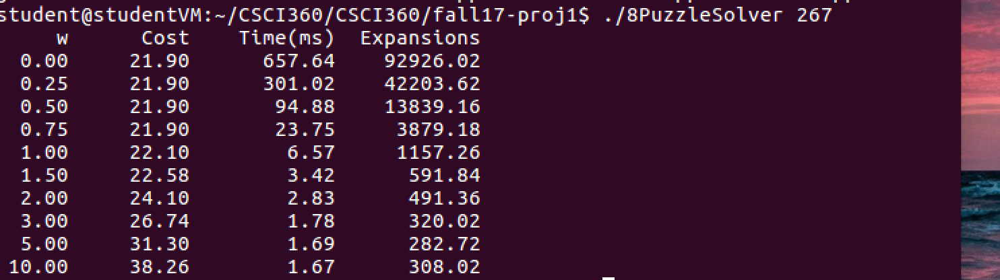 student@studentVM:~/CSCI360/CSCI360/fall17-proj1$ ./8PuzzleSolver 267
w Cost Time(ms) Expansions
0.00 21.90 657.64 92926.02
0.25 21.90 301.02 42203.62
0.50 21.90 94.88 13839.16
0.75 21.90 23.75 3879.18
1.00 22.10 6.57 1157.26
1.50 22.58 3.42 591.84
2.00 24.10 2.83 491.36
3.00 26.74 1.78 320.02
5.00 31.30 1.69 282.72
10.00 38.26 1.67 308.02